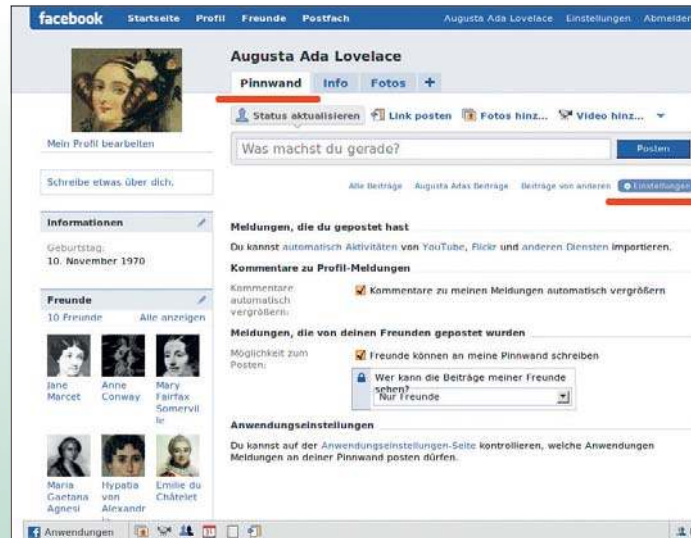 facebook Startseite Profil Freunde Postfach Augusta Ada Lovelace Einstellungen Abmelden
Augusta Ada Lovelace
Pinnwand Info Fotos +
Status aktualisieren Link posten Fotos hinz... Video hinz...
Was machst du gerade? Posten
Alle Beiträge Augusta Adas Beiträge Beiträge von anderen Einstellungen
Mein Profil bearbeiten
Schreibe etwas über dich.
Informationen
Geburtstag:
10. November 1970
Freunde
10 Freunde Alle anzeigen
Jane
Marcet
Anne
Conway
Mary
Fairfax
Somervil
le
Maria
Gaetana
Agnesi
Hypatia
von
Alexandr
Emilie du
Châtelet
Meldungen, die du gepostet hast
Du kannst automatisch Aktivitäten von YouTube, Flickr und anderen Diensten importieren.
Kommentare zu Profil-Meldungen
Kommentare
automatisch
vergrößern:
Kommentare zu meinen Meldungen automatisch vergrößern
Meldungen, die von deinen Freunden gepostet wurden
Möglichkeit zum
Posten:
Freunde können an meine Pinnwand schreiben
Wer kann die Beiträge meiner Freunde
sehen?
Nur Freunde
Anwendungseinstellungen
Du kannst auf der Anwendungseinstellungen-Seite kontrollieren, welche Anwendungen
Meldungen an deiner Pinnwand posten dürfen.
Anwendungen